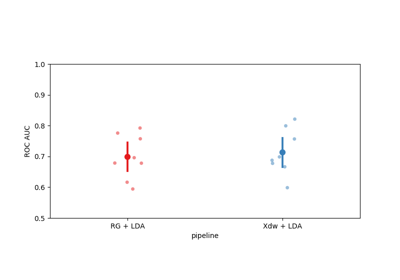 1.0
0.9
0.8
0.7
0.6
0.5
ROC AUC
RG + LDA
Xdw + LDA
pipeline